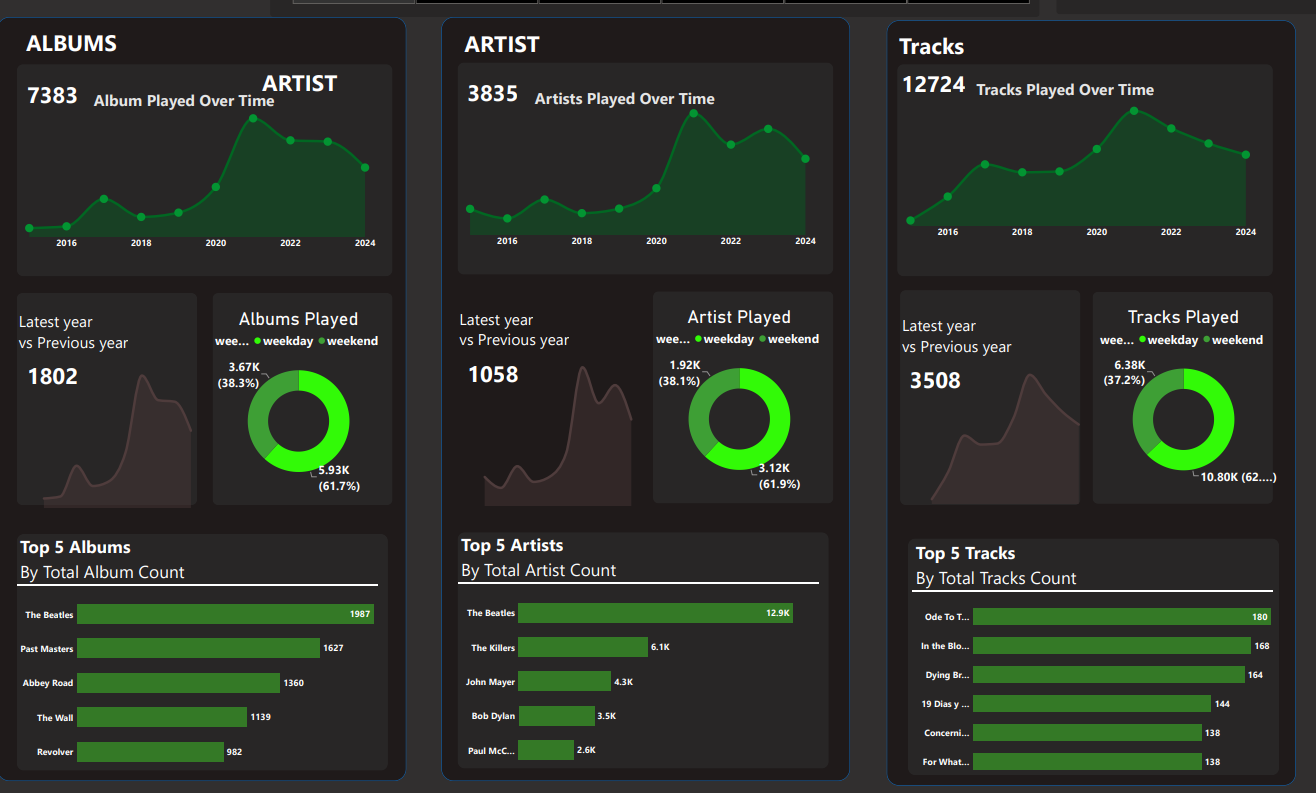 ALBUMS
7383 Album Played Over Time
ARTIST
2016 2018 2020 2022 2024
Latest year
vs Previous year
1802
Albums Played
wee... weekday weekend
3.67K
(38.3%)
5.93K
(61.7%)
Top 5 Albums
By Total Album Count
The Beatles 1987
Past Masters 1627
Abbey Road 1360
The Wall 1139
Revolver 982
ARTIST
3835 Artists Played Over Time
2016 2018 2020 2022 2024
Latest year
vs Previous year
1058
Artist Played
wee... weekday weekend
1.92K
(38.1%)
3.12K
(61.9%)
Top 5 Artists
By Total Artist Count
The Beatles 12.9K
The Killers 6.1K
John Mayer 4.3K
Bob Dylan 3.5K
Paul McC... 2.6K
Tracks
12724 Tracks Played Over Time
2016 2018 2020 2022 2024
Latest year
vs Previous year
3508
Tracks Played
wee... weekday weekend
6.38K
(37.2%)
10.80K (62....)
Top 5 Tracks
By Total Tracks Count
Ode To T... 180
In the Blo... 168
Dying Br... 164
19 Dias y ... 144
Concerni... 138
For What... 138